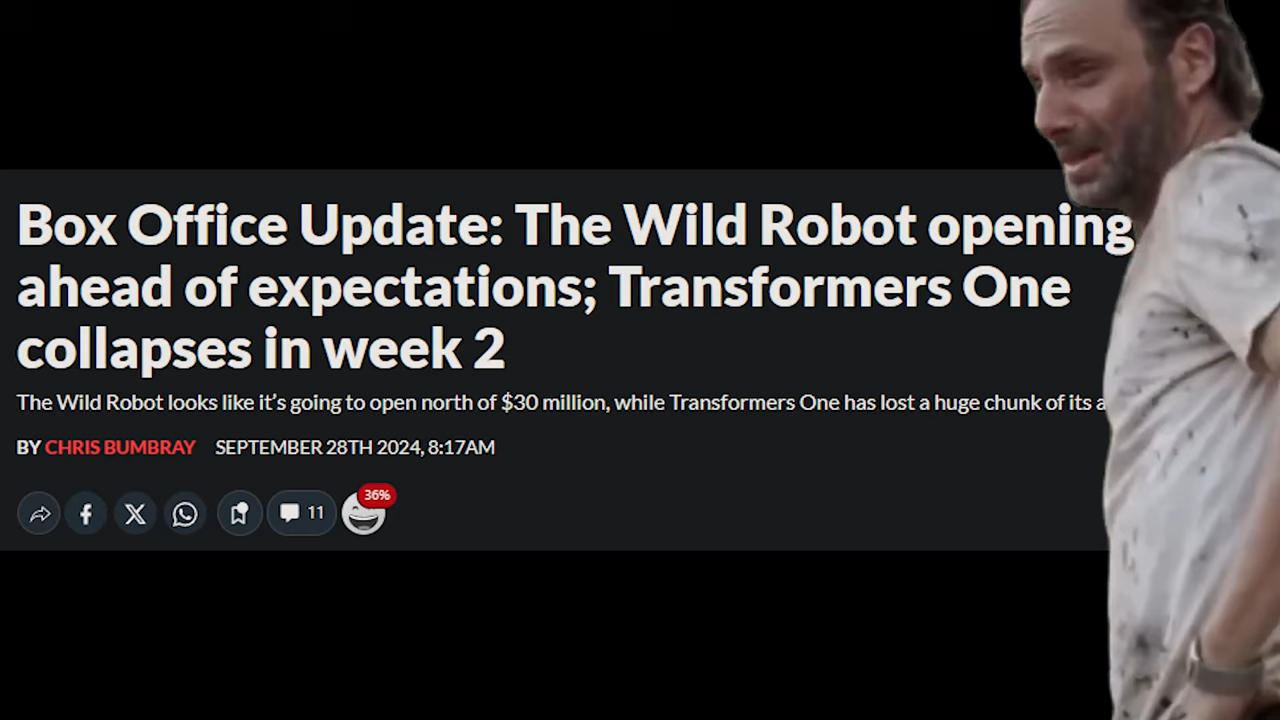 Box Office Update: The Wild Robot opening
ahead of expectations; Transformers One
collapses in week 2
The Wild Robot looks like it’s going to open north of $30 million, while Transformers One has lost a huge chunk of its a
BY CHRIS BUMBRAY SEPTEMBER 28TH 2024, 8:17AM
36%
11